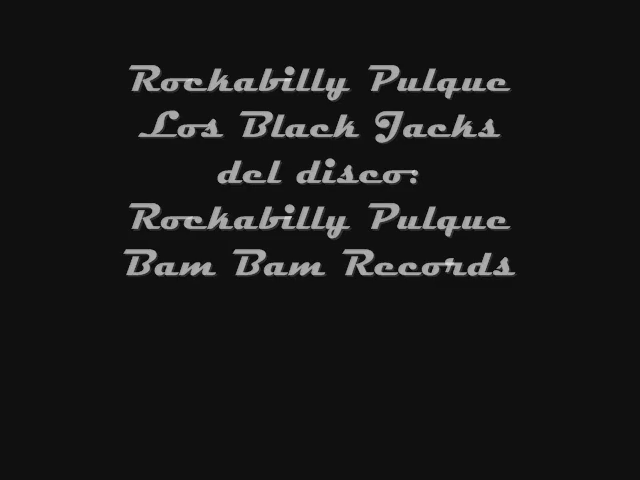 Rockabilly Pulque
Los Black Jacks
del disco:
Rockabilly Pulque
Bam Bam Records